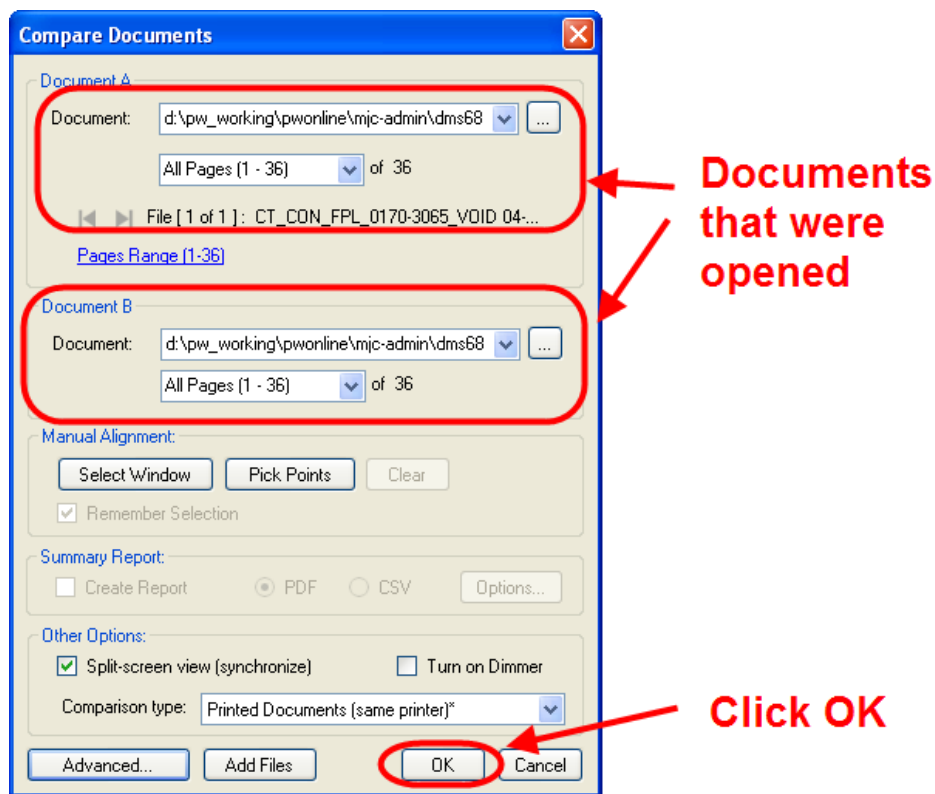 Compare Documents
Document A
Document: d:\pw_working\pwonline\mjc-admin\dms68 ...
All Pages (1 - 36) of 36
File [ 1 of 1 ] : CT_CON_FPL_0170-3065_VOID 04-...
Pages Range (1-36)
Documents
that were
opened
Document B
Document: d:\pw_working\pwonline\mjc-admin\dms68 ...
All Pages (1 - 36) of 36
Manual Alignment:
Select Window Pick Points Clear
Remember Selection
Summary Report:
Create Report PDF CSV Options...
Other Options:
Split-screen view (synchronize) Turn on Dimmer
Comparison type: Printed Documents (same printer)*
Click OK
Advanced... Add Files OK Cancel